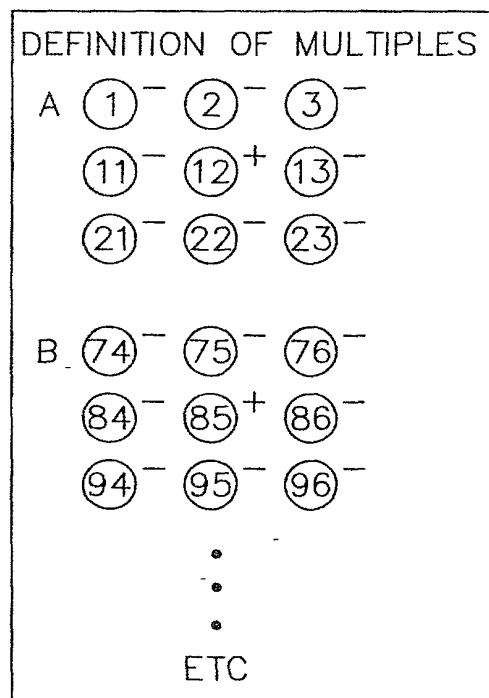 DEFINITION OF MULTIPLES
A 1 − 2 − 3 −
11 − 12 + 13 −
21 − 22 − 23 −
B 74 − 75 − 76 −
84 − 85 + 86 −
94 − 95 − 96 −
ETC